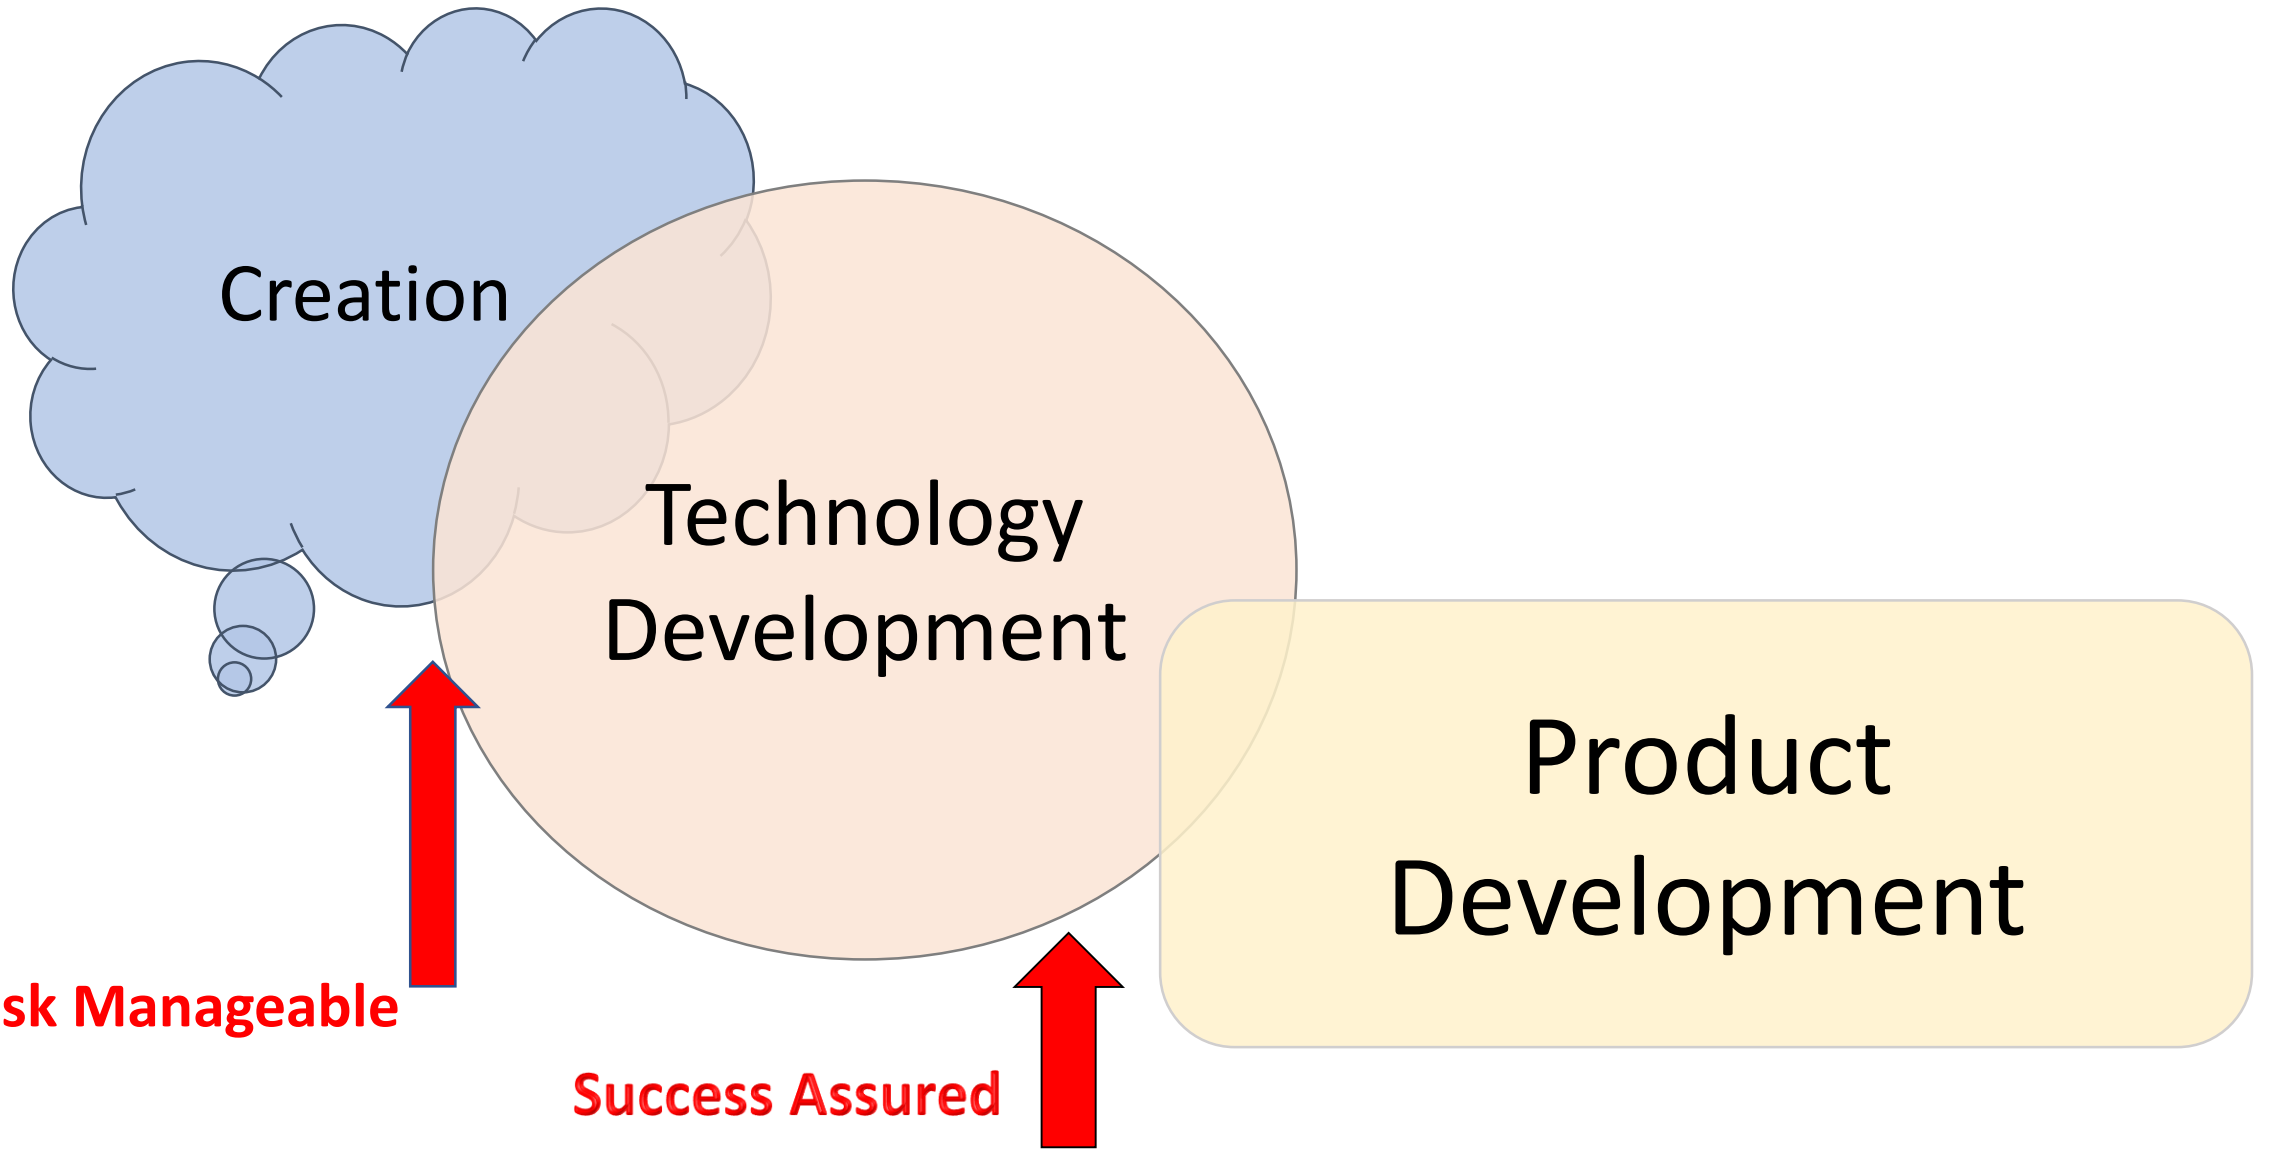 Creation
Technology
Development
Product
Development
sk Manageable
Success Assured